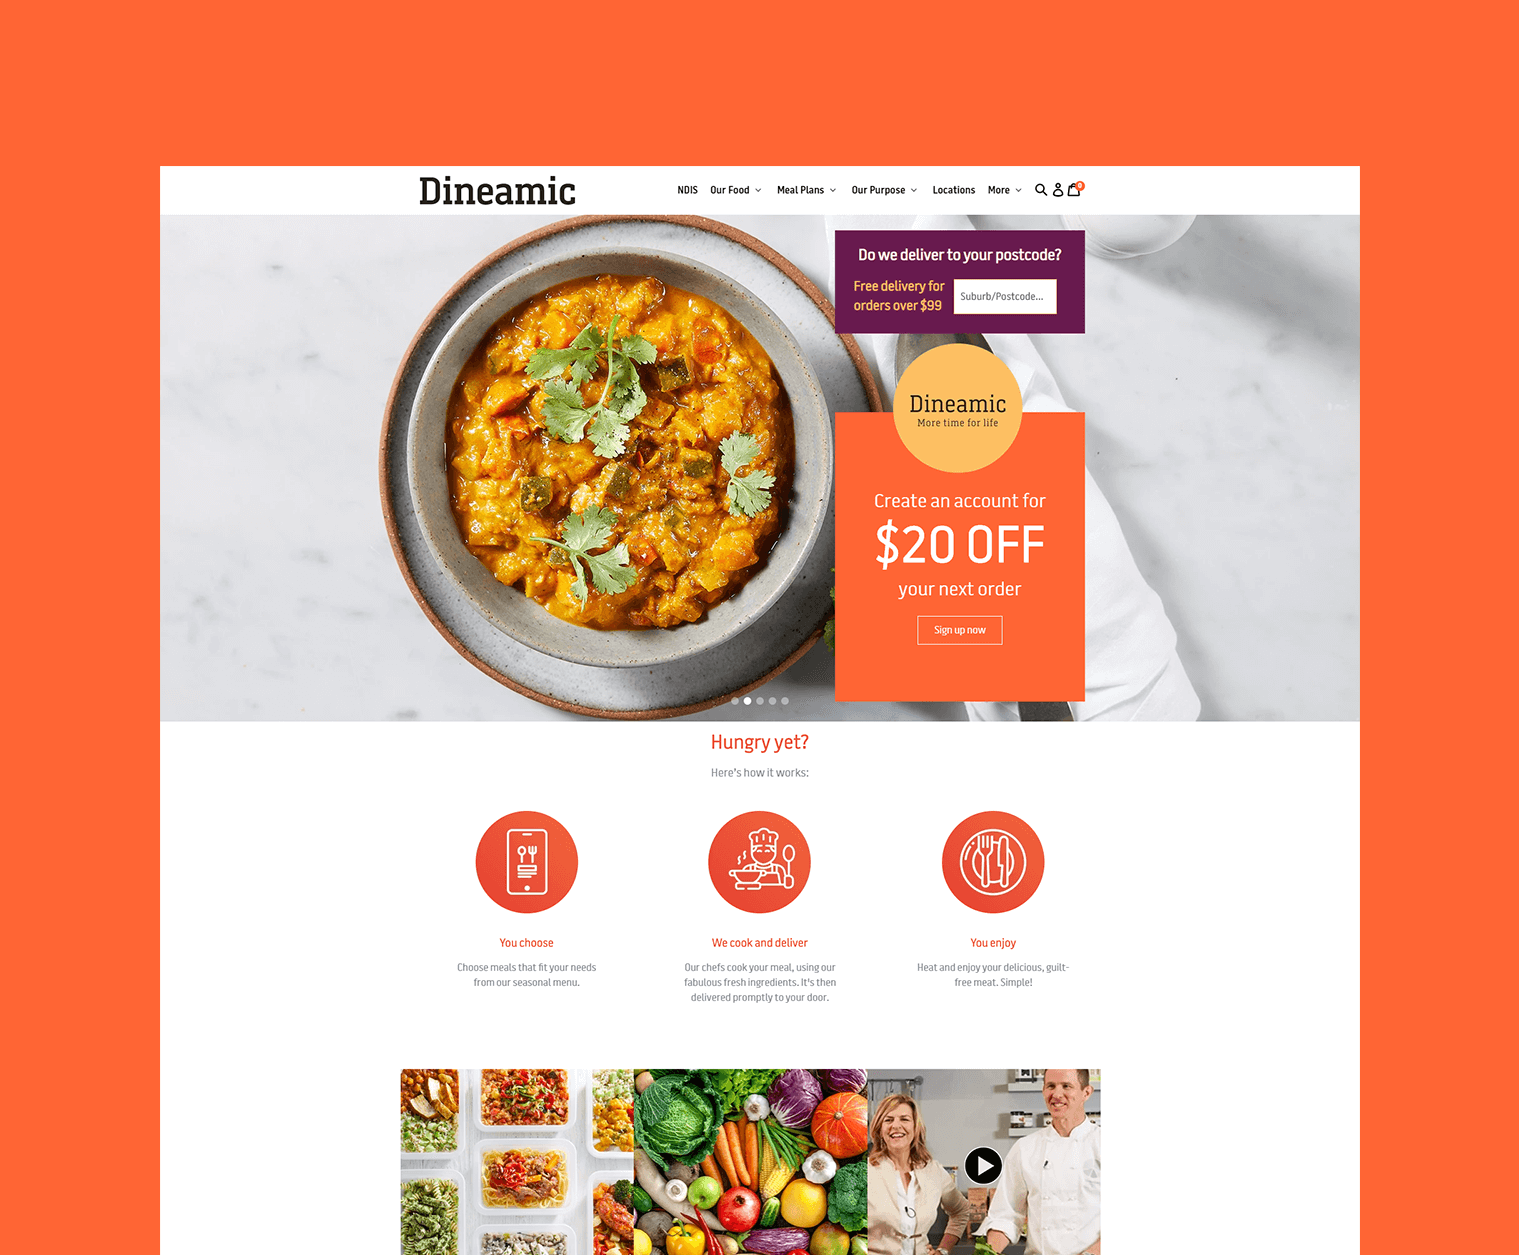 Dineamic
NDIS
Our Food
Meal Plans
Our Purpose
Locations
More
0
Do we deliver to your postcode?
Free delivery for
orders over $99
Suburb/Postcode...
Dineamic
More time for life
Create an account for
$20 OFF
your next order
Sign up now
Hungry yet?
Here's how it works:
You choose
Choose meals that fit your needs
from our seasonal menu.
We cook and deliver
Our chefs cook your meal, using our
fabulous fresh ingredients. It's then
delivered promptly to your door.
You enjoy
Heat and enjoy your delicious, guilt-
free meat. Simple!